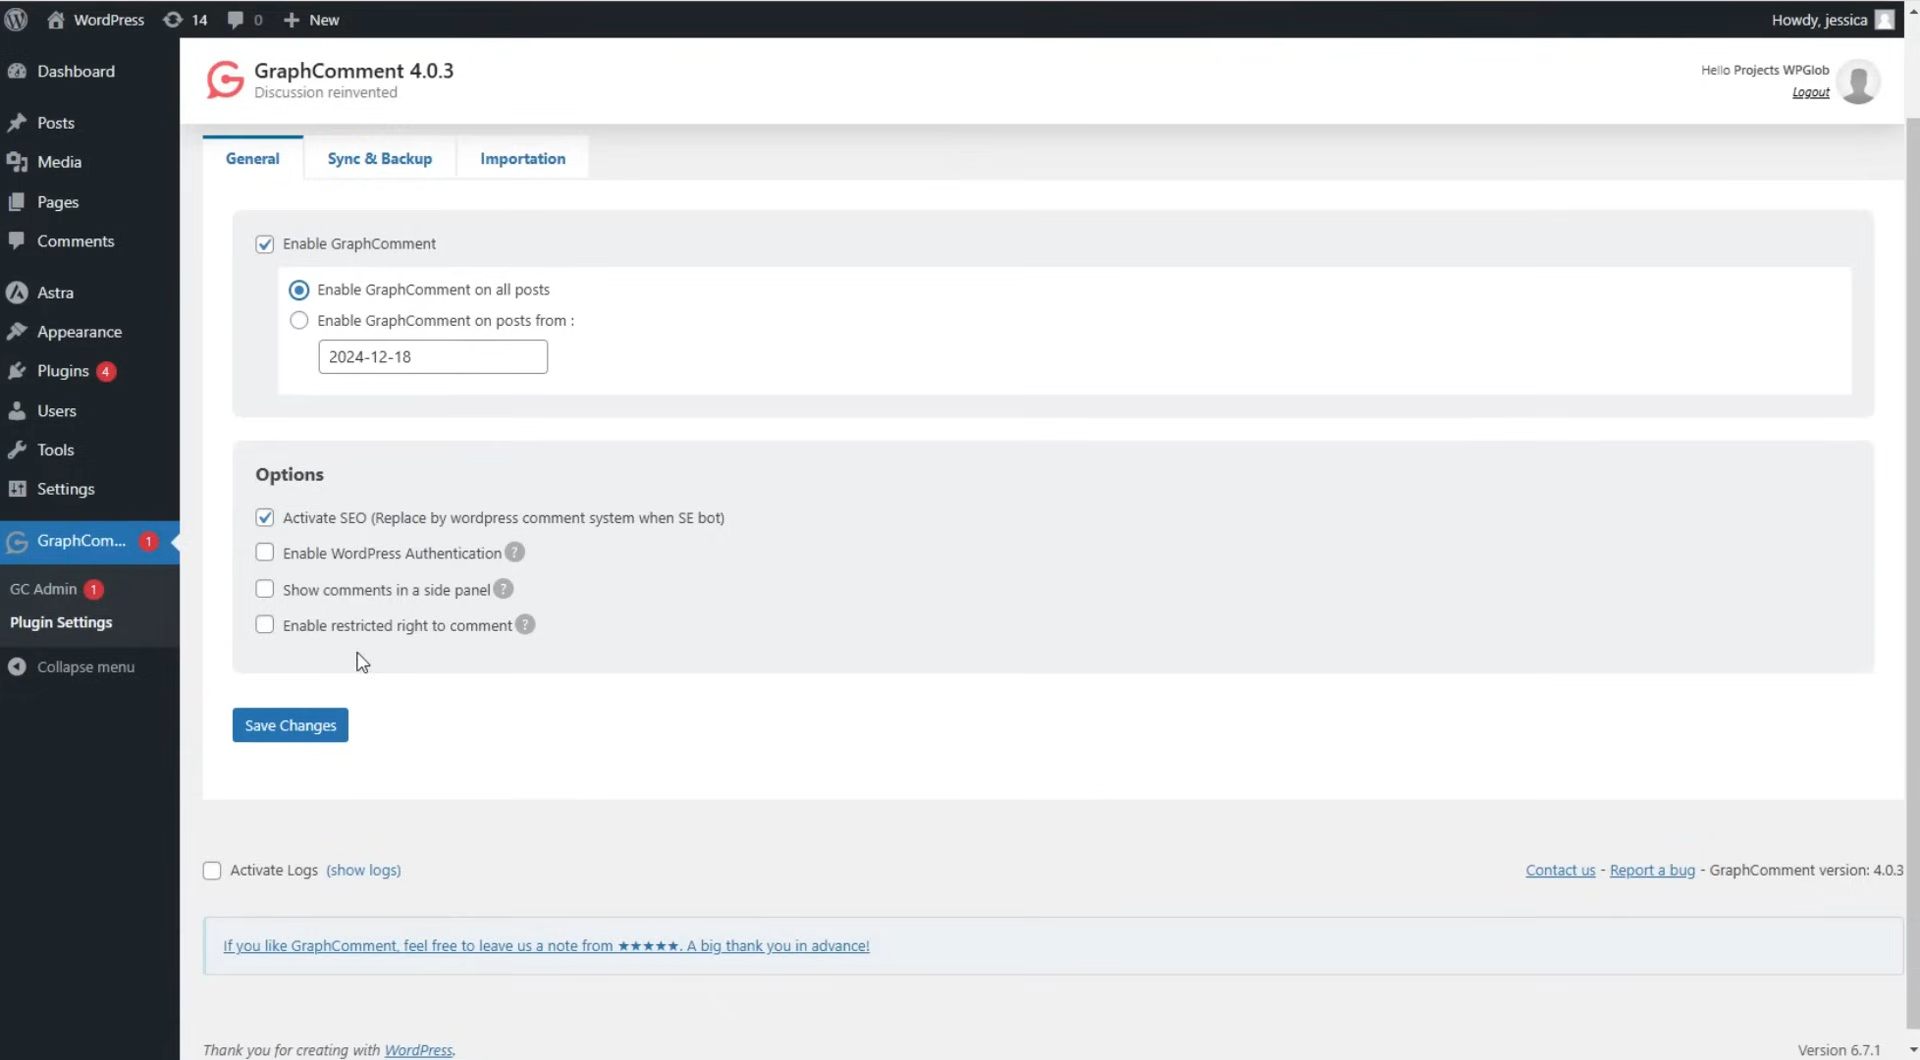 WordPress 14 0 New Howdy, jessica
Dashboard
Posts
Media
Pages
Comments
Astra
Appearance
Plugins 4
Users
Tools
Settings
GraphCom... 1
GC Admin 1
Plugin Settings
Collapse menu
GraphComment 4.0.3
Discussion reinvented
Hello Projects WPGlob
Logout
General Sync & Backup Importation
Enable GraphComment
Enable GraphComment on all posts
Enable GraphComment on posts from :
2024-12-18
Options
Activate SEO (Replace by wordpress comment system when SE bot)
Enable WordPress Authentication ?
Show comments in a side panel ?
Enable restricted right to comment ?
Save Changes
Activate Logs (show logs)
Contact us - Report a bug - GraphComment version: 4.0.3
If you like GraphComment, feel free to leave us a note from ★★★★★. A big thank you in advance!
Thank you for creating with WordPress.
Version 6.7.1